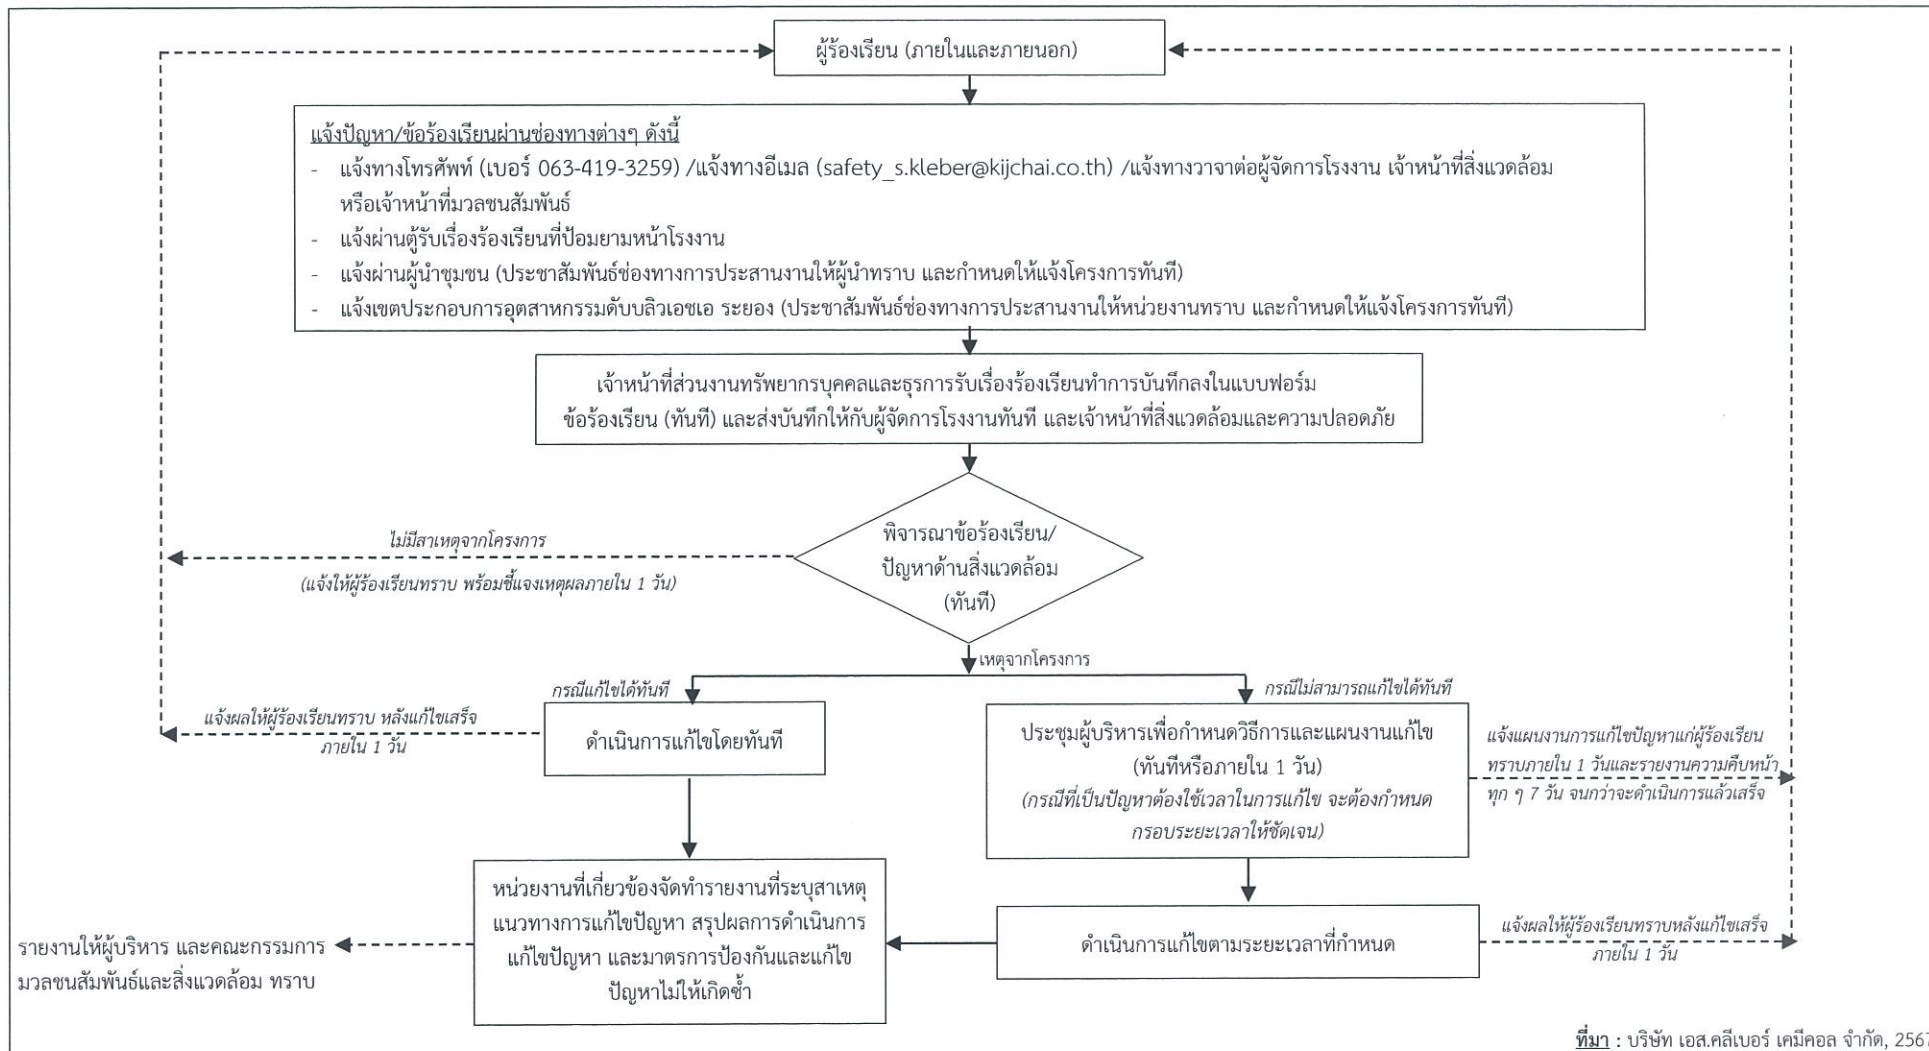 ผู้ร้องเรียน (ภายในและภายนอก)
แจ้งปัญหา/ข้อร้องเรียนผ่านช่องทางต่างๆ ดังนี้
- แจ้งทางโทรศัพท์ (เบอร์ 063-419-3259) /แจ้งทางอีเมล (safety_s.kleber@kijchai.co.th) /แจ้งทางวาจาต่อผู้จัดการโรงงาน เจ้าหน้าที่สิ่งแวดล้อม
หรือเจ้าหน้าที่มวลชนสัมพันธ์
- แจ้งผ่านตู้รับเรื่องร้องเรียนที่ป้อมยามหน้าโรงงาน
- แจ้งผ่านผู้นำชุมชน (ประชาสัมพันธ์ช่องทางการประสานงานให้ผู้นำทราบ และกำหนดให้แจ้งโครงการทันที)
- แจ้งเขตประกอบการอุตสาหกรรมดับบลิวเอชเอ ระยอง (ประชาสัมพันธ์ช่องทางการประสานงานให้หน่วยงานทราบ และกำหนดให้แจ้งโครงการทันที)
เจ้าหน้าที่ส่วนงานทรัพยากรบุคคลและธุรการรับเรื่องร้องเรียนทำการบันทึกลงในแบบฟอร์ม
ข้อร้องเรียน (ทันที) และส่งบันทึกให้กับผู้จัดการโรงงานทันที และเจ้าหน้าที่สิ่งแวดล้อมและความปลอดภัย
พิจารณาข้อร้องเรียน/
ปัญหาด้านสิ่งแวดล้อม
(ทันที)
ไม่มีสาเหตุจากโครงการ
(แจ้งให้ผู้ร้องเรียนทราบ พร้อมชี้แจงเหตุผลภายใน 1 วัน)
เหตุจากโครงการ
กรณีแก้ไขได้ทันที
กรณีไม่สามารถแก้ไขได้ทันที
แจ้งผลให้ผู้ร้องเรียนทราบ หลังแก้ไขเสร็จ
ภายใน 1 วัน
ดำเนินการแก้ไขโดยทันที
ประชุมผู้บริหารเพื่อกำหนดวิธีการและแผนงานแก้ไข
(ทันทีหรือภายใน 1 วัน)
(กรณีที่เป็นปัญหาต้องใช้เวลาในการแก้ไข จะต้องกำหนด
กรอบระยะเวลาให้ชัดเจน)
แจ้งแผนงานการแก้ไขปัญหาแก่ผู้ร้องเรียน
ทราบภายใน 1 วันและรายงานความคืบหน้า
ทุก ๆ 7 วัน จนกว่าจะดำเนินการแล้วเสร็จ
หน่วยงานที่เกี่ยวข้องจัดทำรายงานที่ระบุสาเหตุ
แนวทางการแก้ไขปัญหา สรุปผลการดำเนินการ
แก้ไขปัญหา และมาตรการป้องกันและแก้ไข
ปัญหาไม่ให้เกิดซ้ำ
ดำเนินการแก้ไขตามระยะเวลาที่กำหนด
แจ้งผลให้ผู้ร้องเรียนทราบหลังแก้ไขเสร็จ
ภายใน 1 วัน
รายงานให้ผู้บริหาร และคณะกรรมการ
มวลชนสัมพันธ์และสิ่งแวดล้อม ทราบ
ที่มา : บริษัท เอส.คลีเบอร์ เคมีคอล จำกัด, 2567